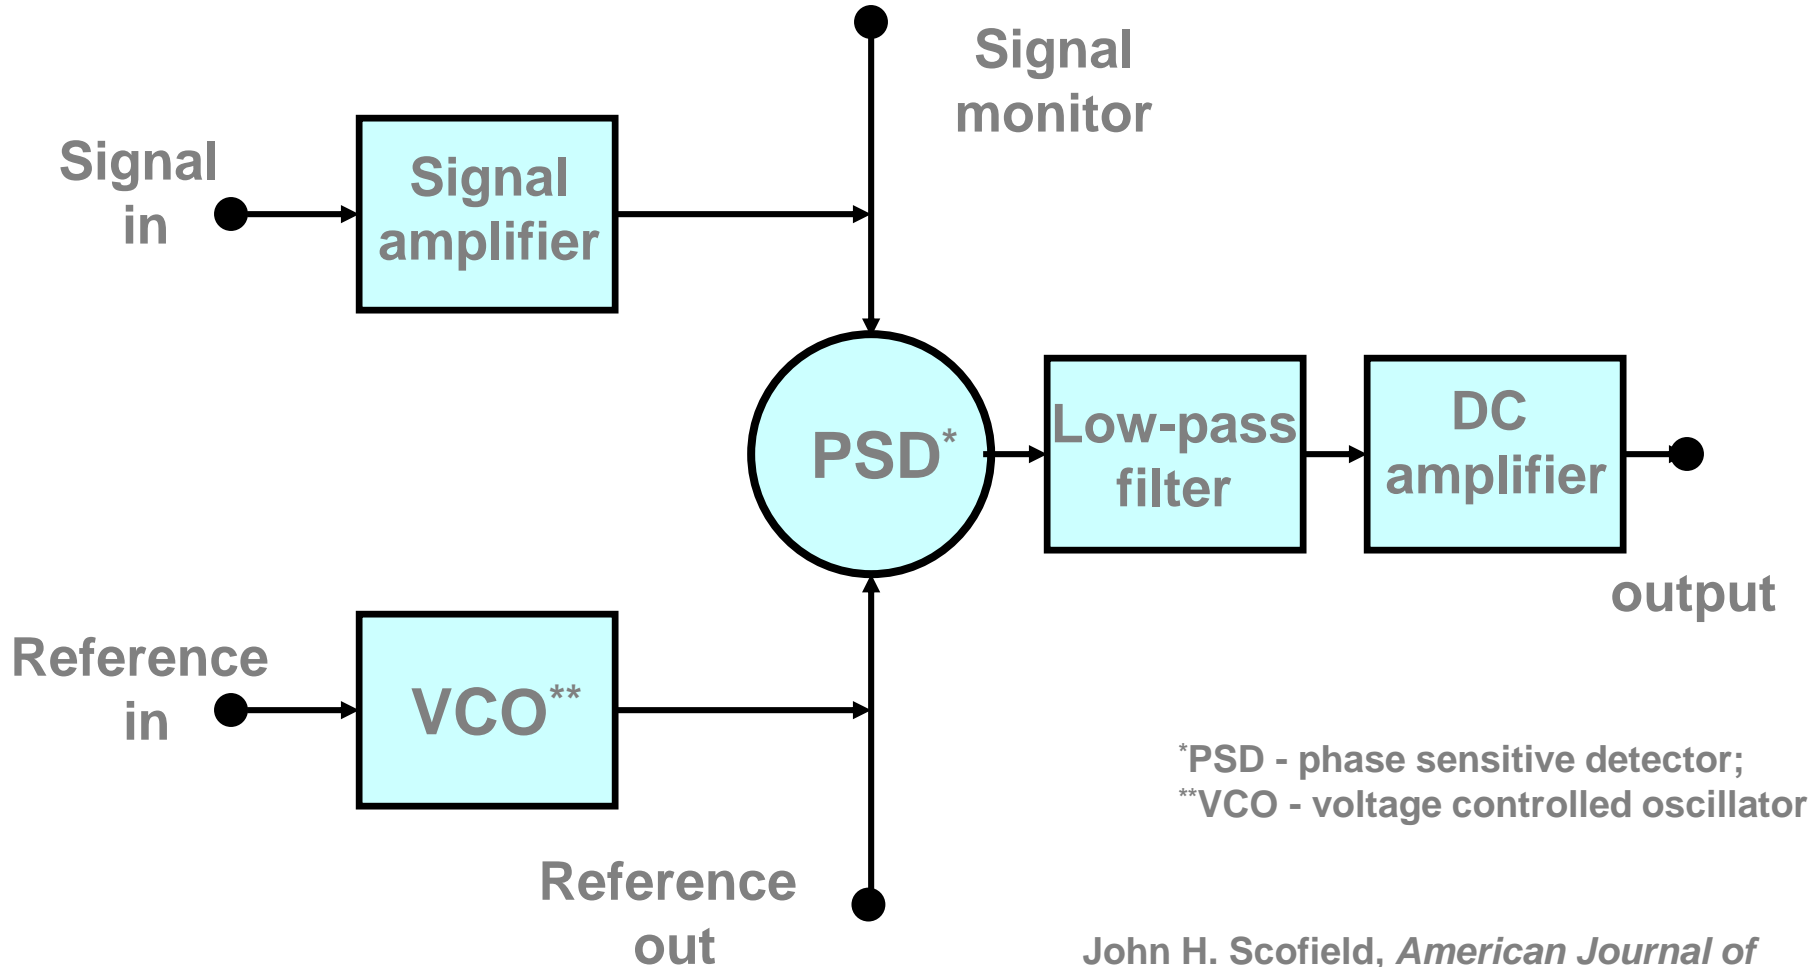 Signal
monitor
Signal
in
Signal
amplifier
PSD*
Low-pass
filter
DC
amplifier
output
Reference
in
VCO**
*PSD - phase sensitive detector;
**VCO - voltage controlled oscillator
Reference
out
John H. Scofield, American Journal of